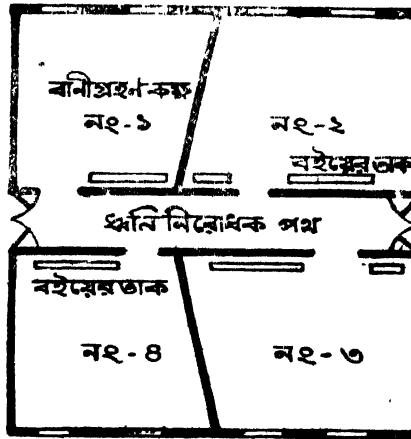 বানীগ্রহণ কক্ষ
নং-১
নং-২
বইয়ের তাক
ধ্বনি নিরোধক পথ
বইয়ের তাক
নং-৪
নং-৩